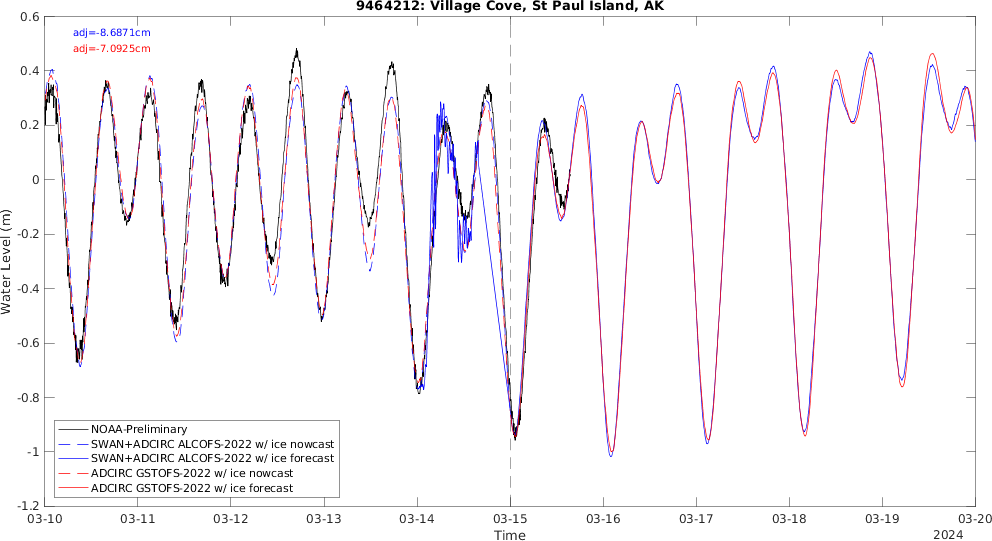 9464212: Village Cove, St Paul Island, AK
adj=-8.6871cm
adj=-7.0925cm
Water Level (m)
0.6
0.4
0.2
0
-0.2
-0.4
-0.6
-0.8
-1
-1.2
NOAA-Preliminary
SWAN+ADCIRC ALCOFS-2022 w/ ice nowcast
SWAN+ADCIRC ALCOFS-2022 w/ ice forecast
ADCIRC GSTOFS-2022 w/ ice nowcast
ADCIRC GSTOFS-2022 w/ ice forecast
03-10 03-11 03-12 03-13 03-14 03-15 03-16 03-17 03-18 03-19 03-20
Time
2024